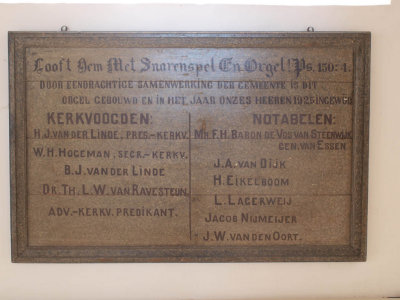 Looft Hem Met Snarenspel En Orgel! Ps. 150:4.
DOOR EENDRACHTIGE SAMENWERKING DER GEMEENTE IS DIT
ORGEL GEBOUWD EN IN HET JAAR ONZES HEEREN 1925 INGEWIJD
KERKVOOGDEN:
H.J. VAN DER LINDE, PRES.-KERKV.
W.H. HOGEMAN, SECR.-KERKV.
B.J. VAN DER LINDE
DR. TH. L.W. VAN RAVESTEIJN,
ADV.-KERKV. PREDIKANT.
NOTABELEN:
MR. F.H. BARON DE VOS VAN STEENWIJK
GEN. VAN ESSEN
J.A. VAN DIJK
H. EIKELBOOM
L. LAGERWEIJ
JACOB NIJMEIJER
J.W. VAN DEN OORT.